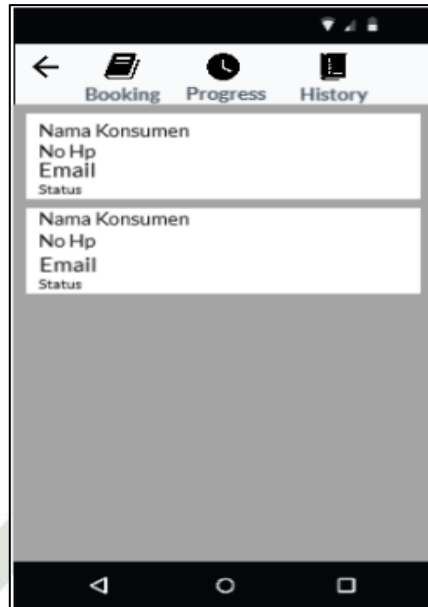 Booking Progress History
Nama Konsumen
No Hp
Email
Status
Nama Konsumen
No Hp
Email
Status